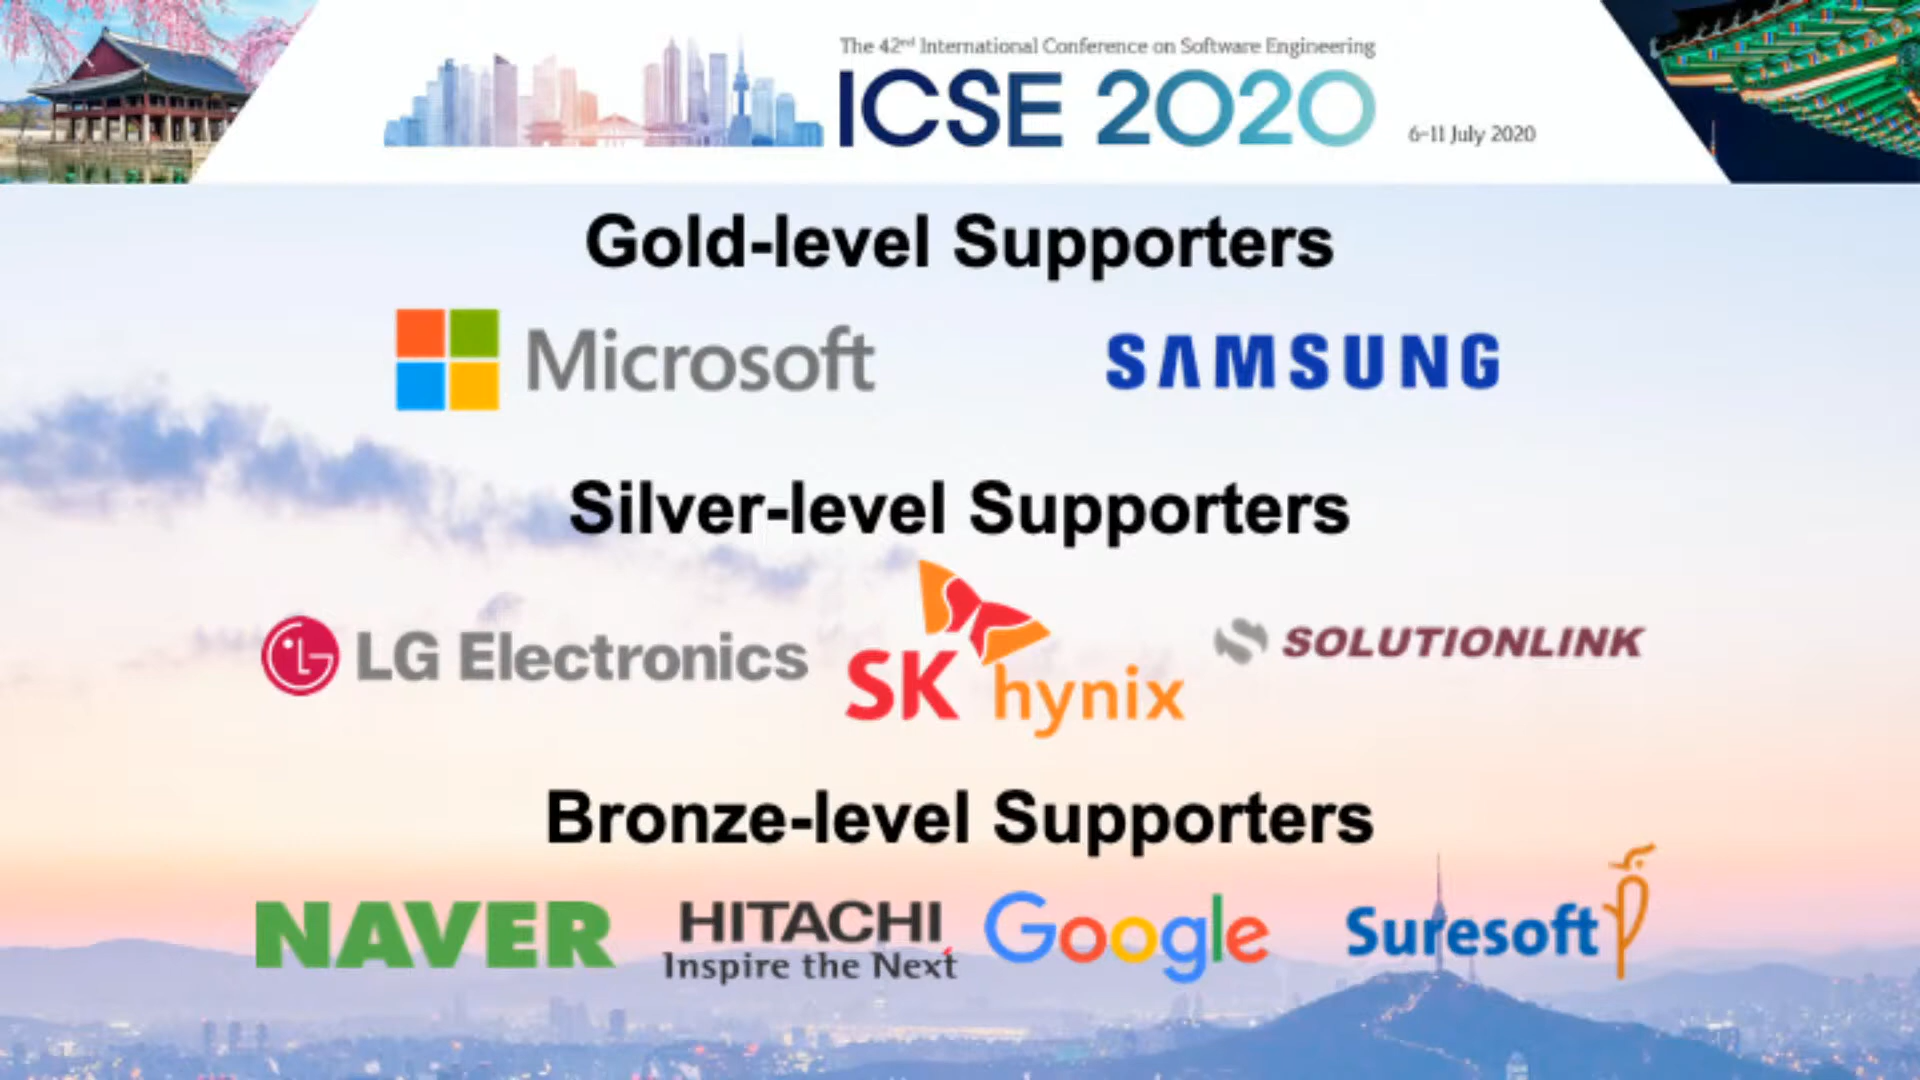 The 42nd International Conference on Software Engineering
ICSE 2020
6-11 July 2020
Gold-level Supporters
Microsoft
SAMSUNG
Silver-level Supporters
LG Electronics
SK hynix
SOLUTIONLINK
Bronze-level Supporters
NAVER
HITACHI
Inspire the Next
Google
Suresoft